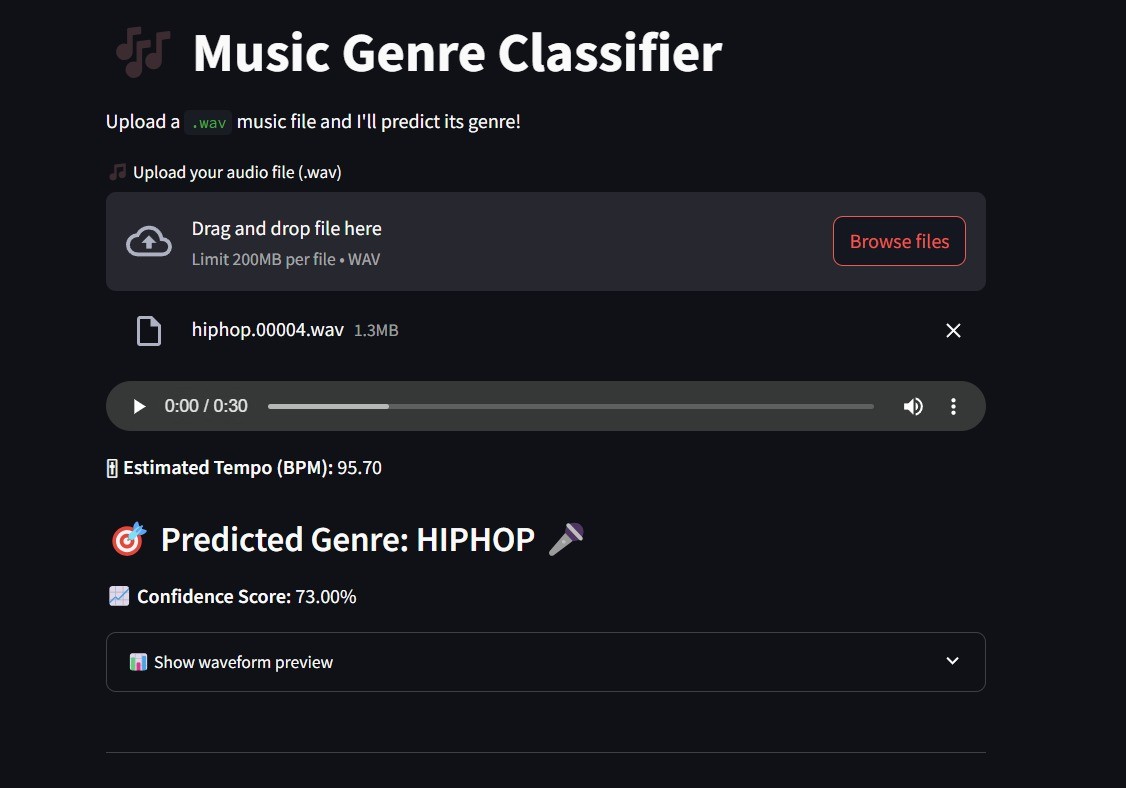 Music Genre Classifier
Upload a .wav music file and I'll predict its genre!
Upload your audio file (.wav)
Drag and drop file here
Limit 200MB per file • WAV
Browse files
hiphop.00004.wav 1.3MB
0:00 / 0:30
Estimated Tempo (BPM): 95.70
Predicted Genre: HIPHOP
Confidence Score: 73.00%
Show waveform preview